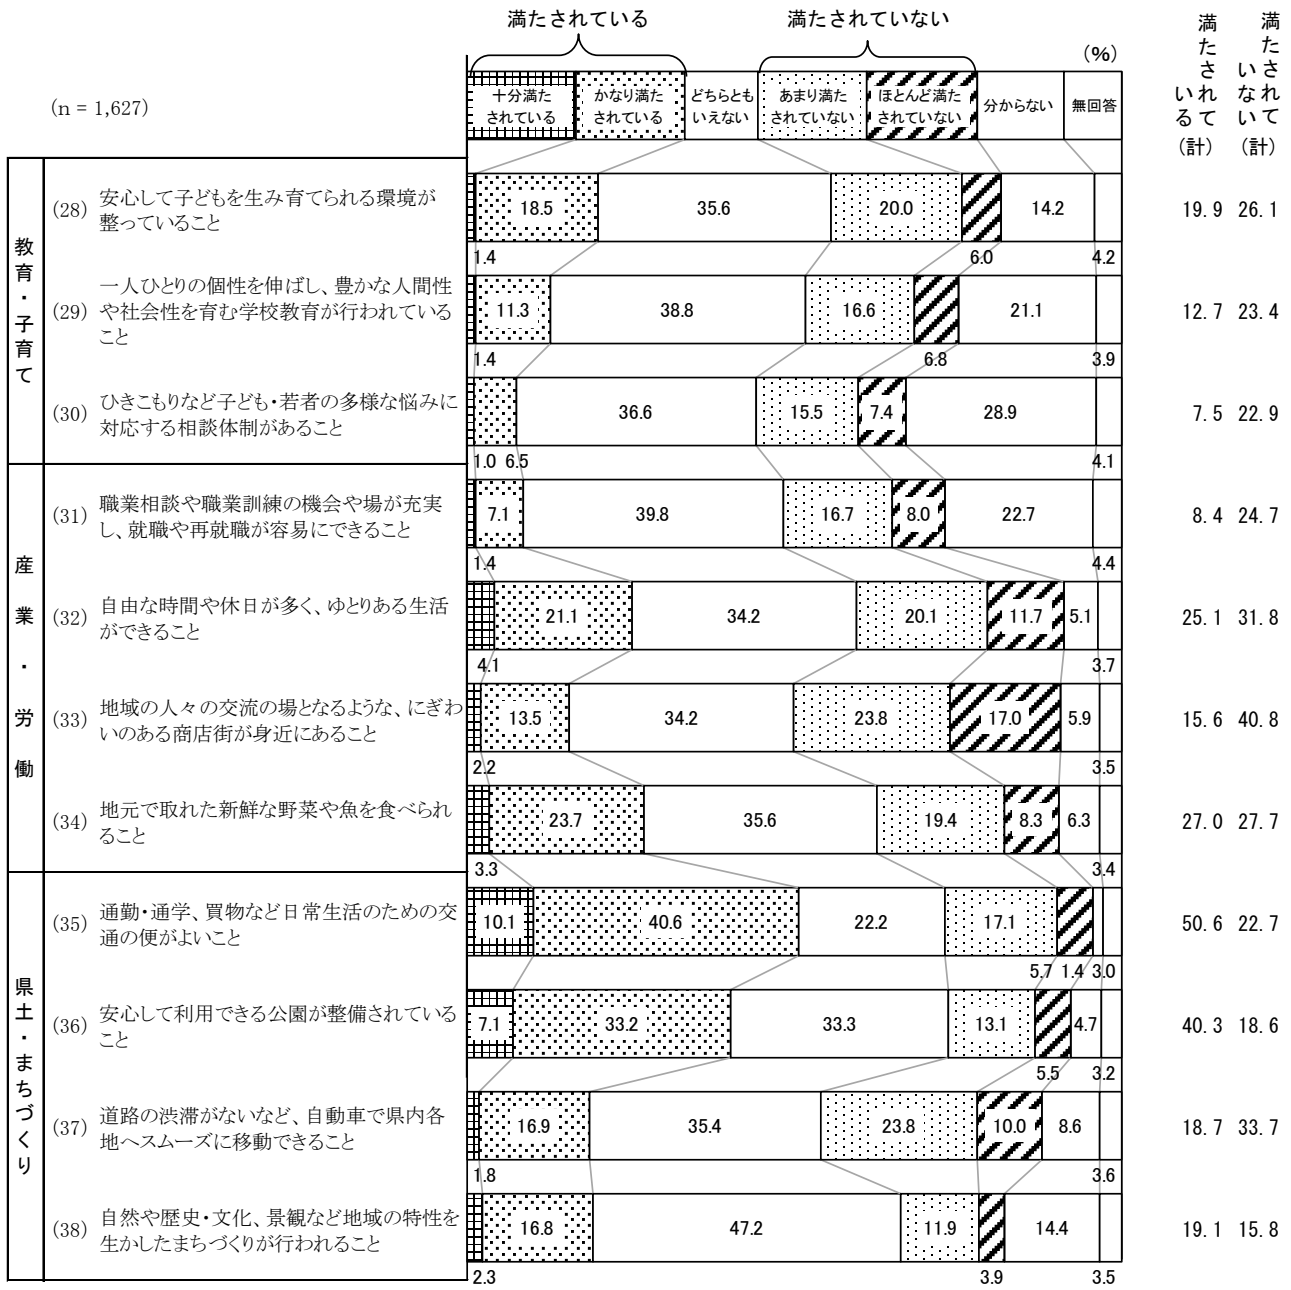 満たされている 満たされていない
(%)
満たされている(計) 満たされていない(計)
(n = 1,627)
十分満たされている かなり満たされている どちらともいえない あまり満たされていない ほとんど満たされていない 分からない 無回答
教育・子育て
(28) 安心して子どもを生み育てられる環境が
整っていること
18.5 35.6 20.0 14.2 19.9 26.1
1.4 6.0 4.2
(29) 一人ひとりの個性を伸ばし、豊かな人間性
や社会性を育む学校教育が行われている
こと
11.3 38.8 16.6 21.1 12.7 23.4
1.4 6.8 3.9
(30) ひきこもりなど子ども・若者の多様な悩みに
対応する相談体制があること
36.6 15.5 7.4 28.9 7.5 22.9
1.0 6.5 4.1
産業・労働
(31) 職業相談や職業訓練の機会や場が充実
し、就職や再就職が容易にできること
7.1 39.8 16.7 8.0 22.7 8.4 24.7
1.4 4.4
(32) 自由な時間や休日が多く、ゆとりある生活
ができること
21.1 34.2 20.1 11.7 5.1 25.1 31.8
4.1 3.7
(33) 地域の人々の交流の場となるような、にぎわ
いのある商店街が身近にあること
13.5 34.2 23.8 17.0 5.9 15.6 40.8
2.2 3.5
(34) 地元で取れた新鮮な野菜や魚を食べられ
ること
23.7 35.6 19.4 8.3 6.3 27.0 27.7
3.3 3.4
県土・まちづくり
(35) 通勤・通学、買物など日常生活のための交
通の便がよいこと
10.1 40.6 22.2 17.1 50.6 22.7
5.7 1.4 3.0
(36) 安心して利用できる公園が整備されている
こと
7.1 33.2 33.3 13.1 4.7 40.3 18.6
5.5 3.2
(37) 道路の渋滞がないなど、自動車で県内各
地へスムーズに移動できること
16.9 35.4 23.8 10.0 8.6 18.7 33.7
1.8 3.6
(38) 自然や歴史・文化、景観など地域の特性を
生かしたまちづくりが行われること
16.8 47.2 11.9 14.4 19.1 15.8
2.3 3.9 3.5